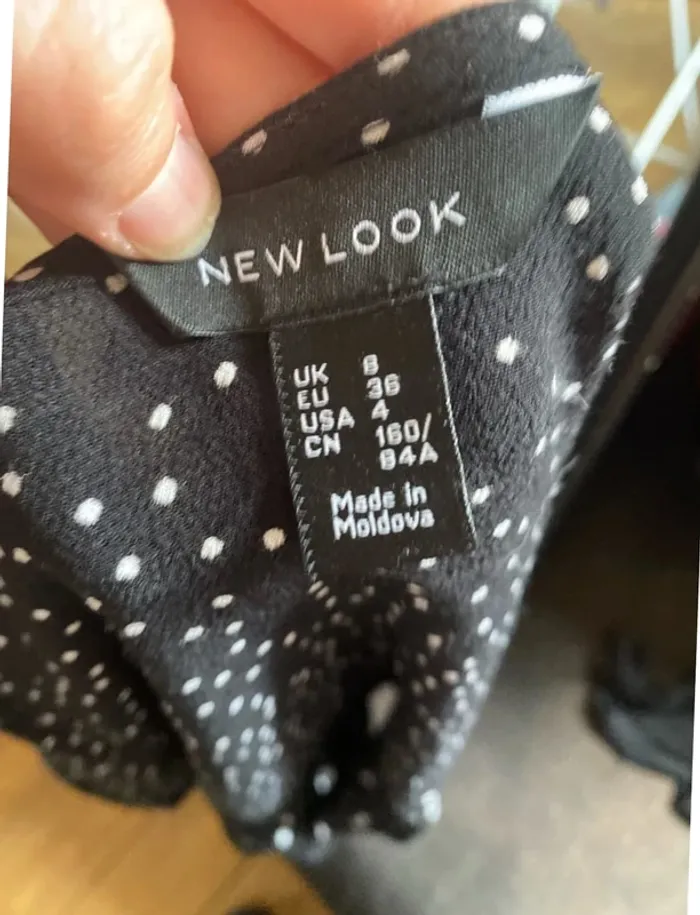 NEW LOOK
UK 8
EU 36
USA 4
CN 160/
84A
Made in
Moldova